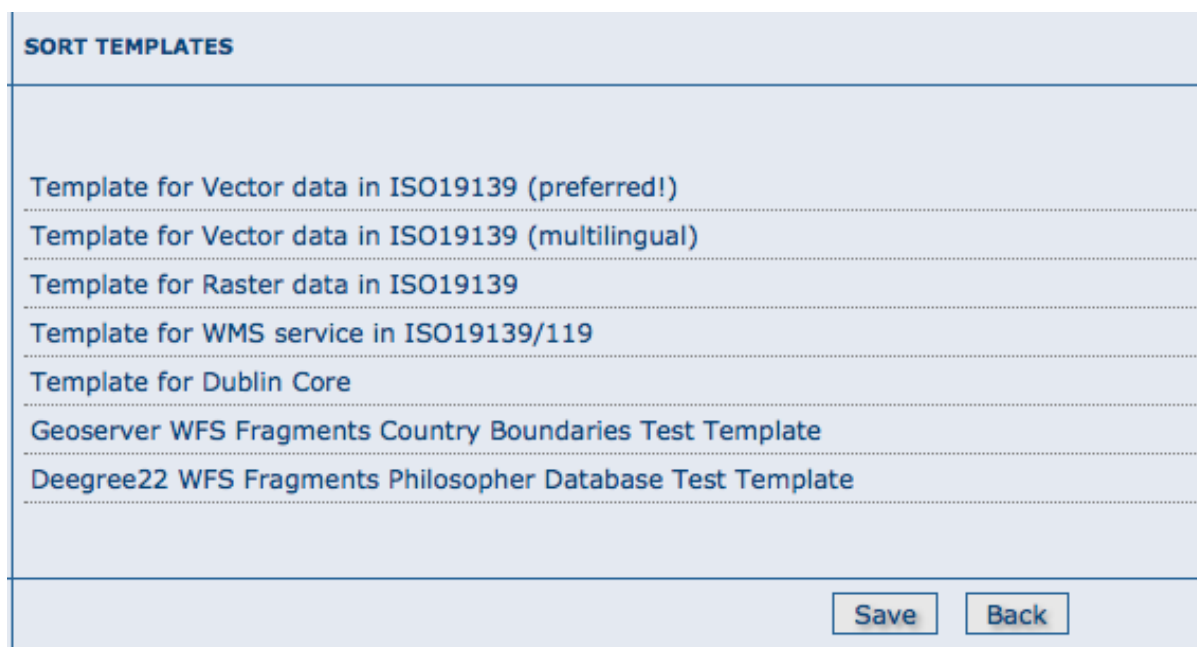 SORT TEMPLATES
Template for Vector data in ISO19139 (preferred!)
Template for Vector data in ISO19139 (multilingual)
Template for Raster data in ISO19139
Template for WMS service in ISO19139/119
Template for Dublin Core
Geoserver WFS Fragments Country Boundaries Test Template
Deegree22 WFS Fragments Philosopher Database Test Template
Save Back